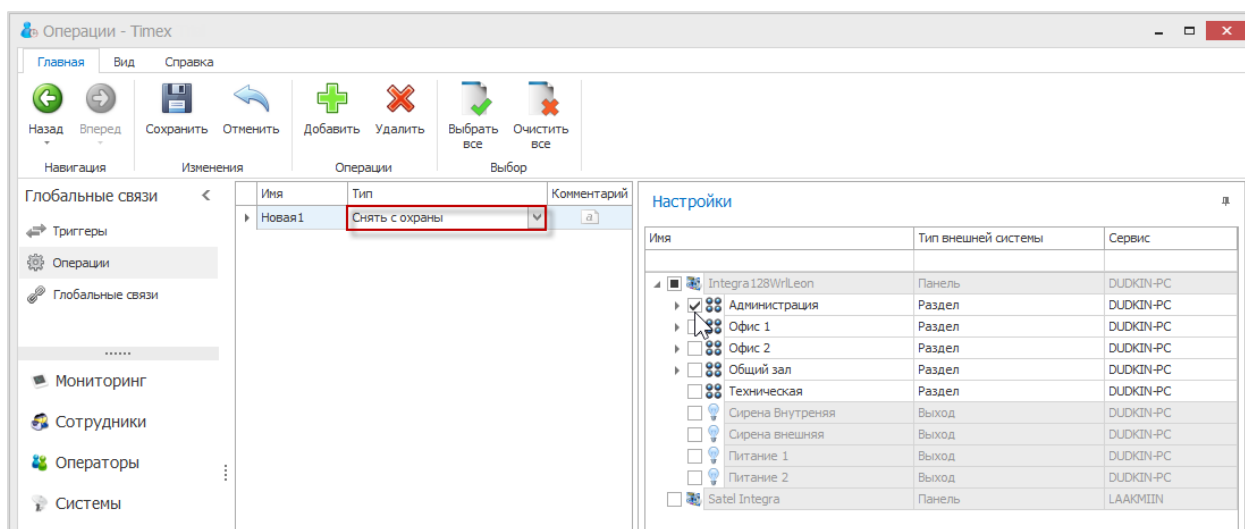 Операции - Timex
Главная Вид Справка
Назад Вперед Сохранить Отменить Добавить Удалить Выбрать все Очистить все
Навигация Изменения Операции Выбор
Глобальные связи
Триггеры
Операции
Глобальные связи
Мониторинг
Сотрудники
Операторы
Системы
Имя Тип Комментарий
Новая1 Снять с охраны a
Настройки
Имя Тип внешней системы Сервис
Integra128WrlLeon Панель DUDKIN-PC
Администрация Раздел DUDKIN-PC
Офис 1 Раздел DUDKIN-PC
Офис 2 Раздел DUDKIN-PC
Общий зал Раздел DUDKIN-PC
Техническая Раздел DUDKIN-PC
Сирена Внутреняя Выход DUDKIN-PC
Сирена внешняя Выход DUDKIN-PC
Питание 1 Выход DUDKIN-PC
Питание 2 Выход DUDKIN-PC
Satel Integra Панель LAAKMIIN